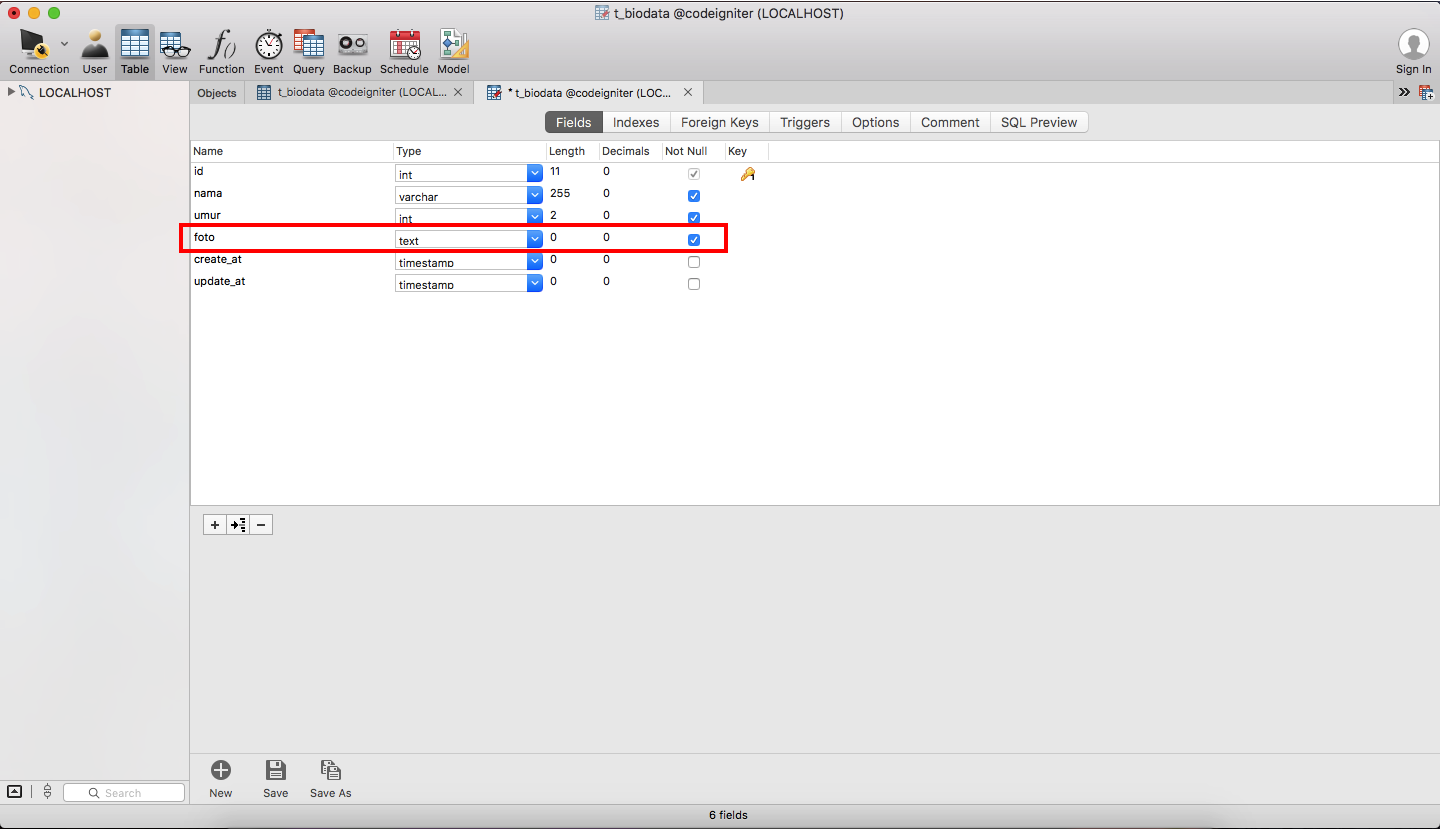 t_biodata @codeigniter (LOCALHOST)
Connection User Table View Function Event Query Backup Schedule Model Sign In
LOCALHOST
Objects t_biodata @codeigniter (LOCAL... * t_biodata @codeigniter (LOC...
Fields Indexes Foreign Keys Triggers Options Comment SQL Preview
Name Type Length Decimals Not Null Key
id int 11 0 1
nama varchar 255 0
umur int 2 0
foto text 0 0
create_at timestamp 0 0
update_at timestamp 0 0
New Save Save As
Search
6 fields